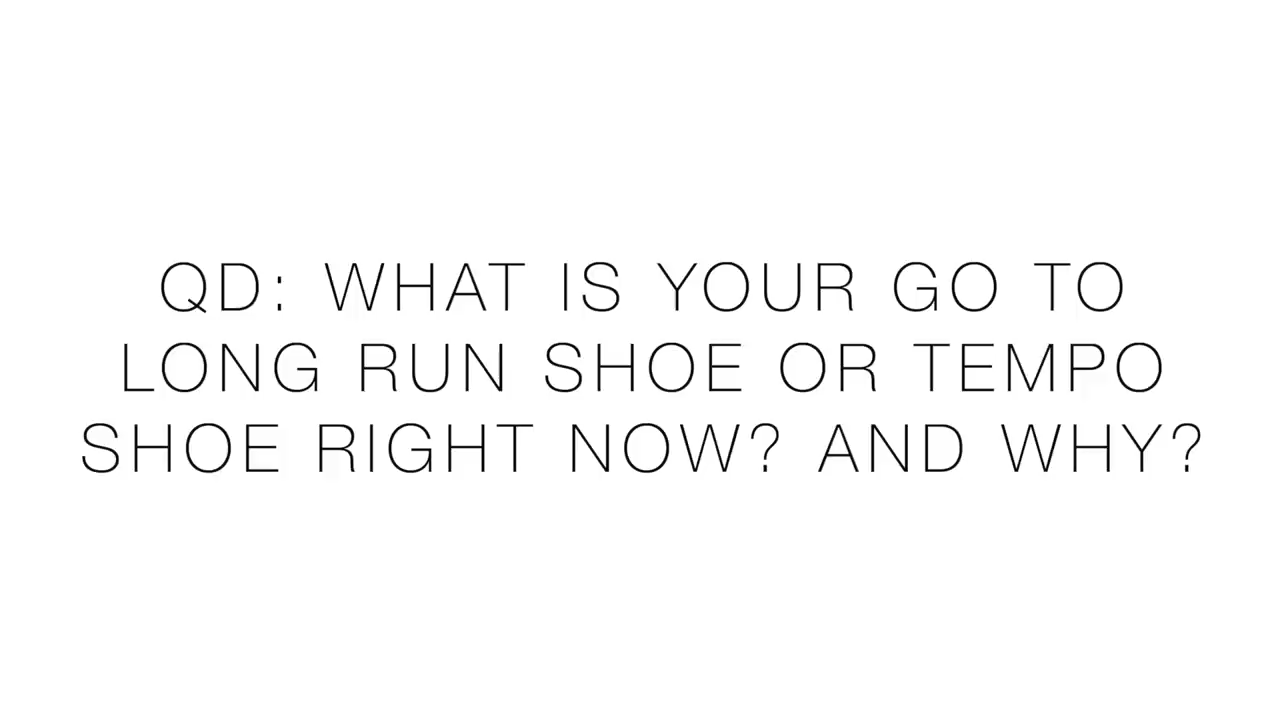 QD: WHAT IS YOUR GO TO
LONG RUN SHOE OR TEMPO
SHOE RIGHT NOW? AND WHY?